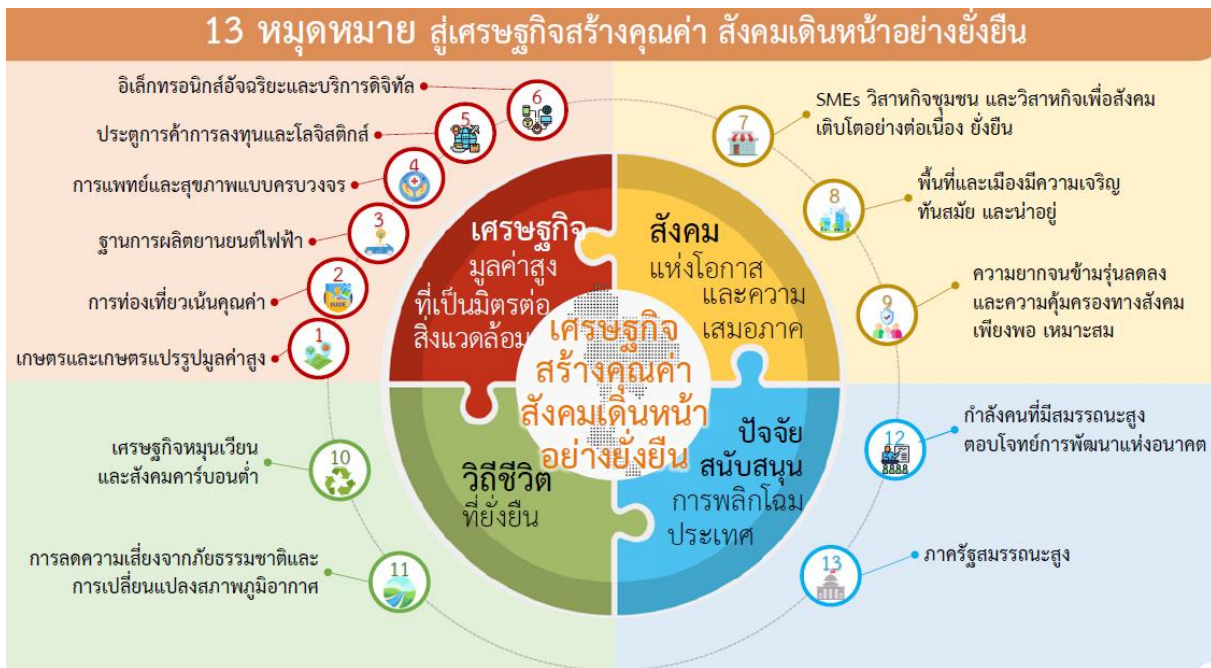 13 หมุดหมาย สู่เศรษฐกิจสร้างคุณค่า สังคมเดินหน้าอย่างยั่งยืน
อิเล็กทรอนิกส์อัจฉริยะและบริการดิจิทัล
6
ประตูการค้าการลงทุนและโลจิสติกส์
5
การแพทย์และสุขภาพแบบครบวงจร
4
ฐานการผลิตยานยนต์ไฟฟ้า
3
การท่องเที่ยวเน้นคุณค่า
2
GUIDE
เกษตรและเกษตรแปรรูปมูลค่าสูง
1
เศรษฐกิจ
มูลค่าสูง
ที่เป็นมิตรต่อ
สิ่งแวดล้อม
7
SMEs วิสาหกิจชุมชน และวิสาหกิจเพื่อสังคม
เติบโตอย่างต่อเนื่อง ยั่งยืน
8
พื้นที่และเมืองมีความเจริญ
ทันสมัย และน่าอยู่
9
ความยากจนข้ามรุ่นลดลง
และความคุ้มครองทางสังคม
เพียงพอ เหมาะสม
สังคม
แห่งโอกาส
และความ
เสมอภาค
เศรษฐกิจ
สร้างคุณค่า
สังคมเดินหน้า
อย่างยั่งยืน
เศรษฐกิจหมุนเวียน
และสังคมคาร์บอนต่ำ
10
การลดความเสี่ยงจากภัยธรรมชาติและ
การเปลี่ยนแปลงสภาพภูมิอากาศ
11
วิถีชีวิต
ที่ยั่งยืน
ปัจจัย
สนับสนุน
การพลิกโฉม
ประเทศ
12
กำลังคนที่มีสมรรถนะสูง
ตอบโจทย์การพัฒนาแห่งอนาคต
13
ภาครัฐสมรรถนะสูง